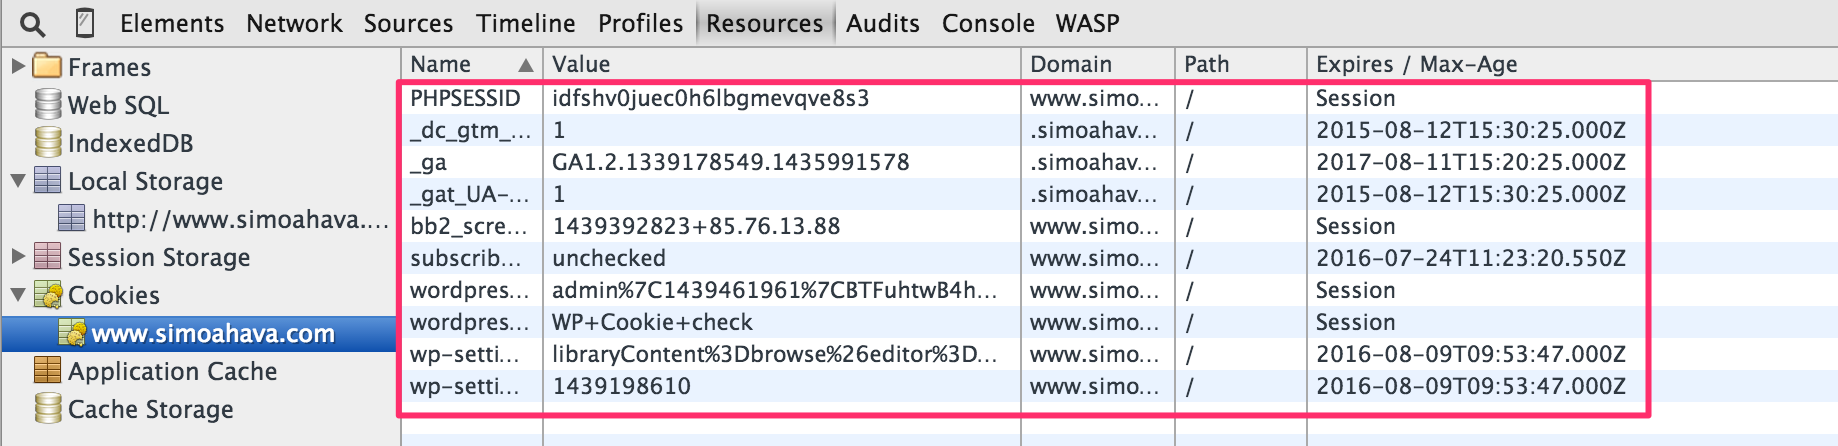 Elements Network Sources Timeline Profiles Resources Audits Console WASP
Frames
Web SQL
IndexedDB
Local Storage
http://www.simoahava....
Session Storage
Cookies
www.simoahava.com
Application Cache
Cache Storage
Name Value Domain Path Expires / Max-Age
PHPSESSID idfshv0juec0h6lbgmevqve8s3 www.simo... / Session
_dc_gtm_... 1 .simoahav... / 2015-08-12T15:30:25.000Z
_ga GA1.2.1339178549.1435991578 .simoahav... / 2017-08-11T15:20:25.000Z
_gat_UA-... 1 .simoahav... / 2015-08-12T15:30:25.000Z
bb2_scre... 1439392823+85.76.13.88 www.simo... / Session
subscrib... unchecked www.simo... / 2016-07-24T11:23:20.550Z
wordpres... admin%7C1439461961%7CBTFuhtwB4h... www.simo... / Session
wordpres... WP+Cookie+check www.simo... / Session
wp-setti... libraryContent%3Dbrowse%26editor%3D... www.simo... / 2016-08-09T09:53:47.000Z
wp-setti... 1439198610 www.simo... / 2016-08-09T09:53:47.000Z